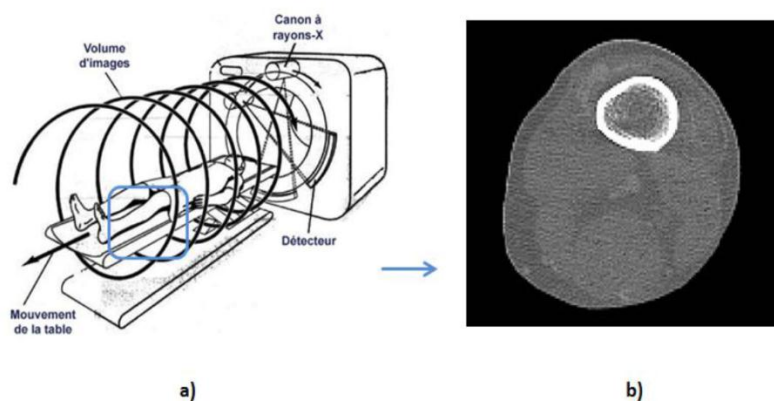 Canon à
rayons-X
Volume
d'images
Détecteur
Mouvement
de la table
a)
b)